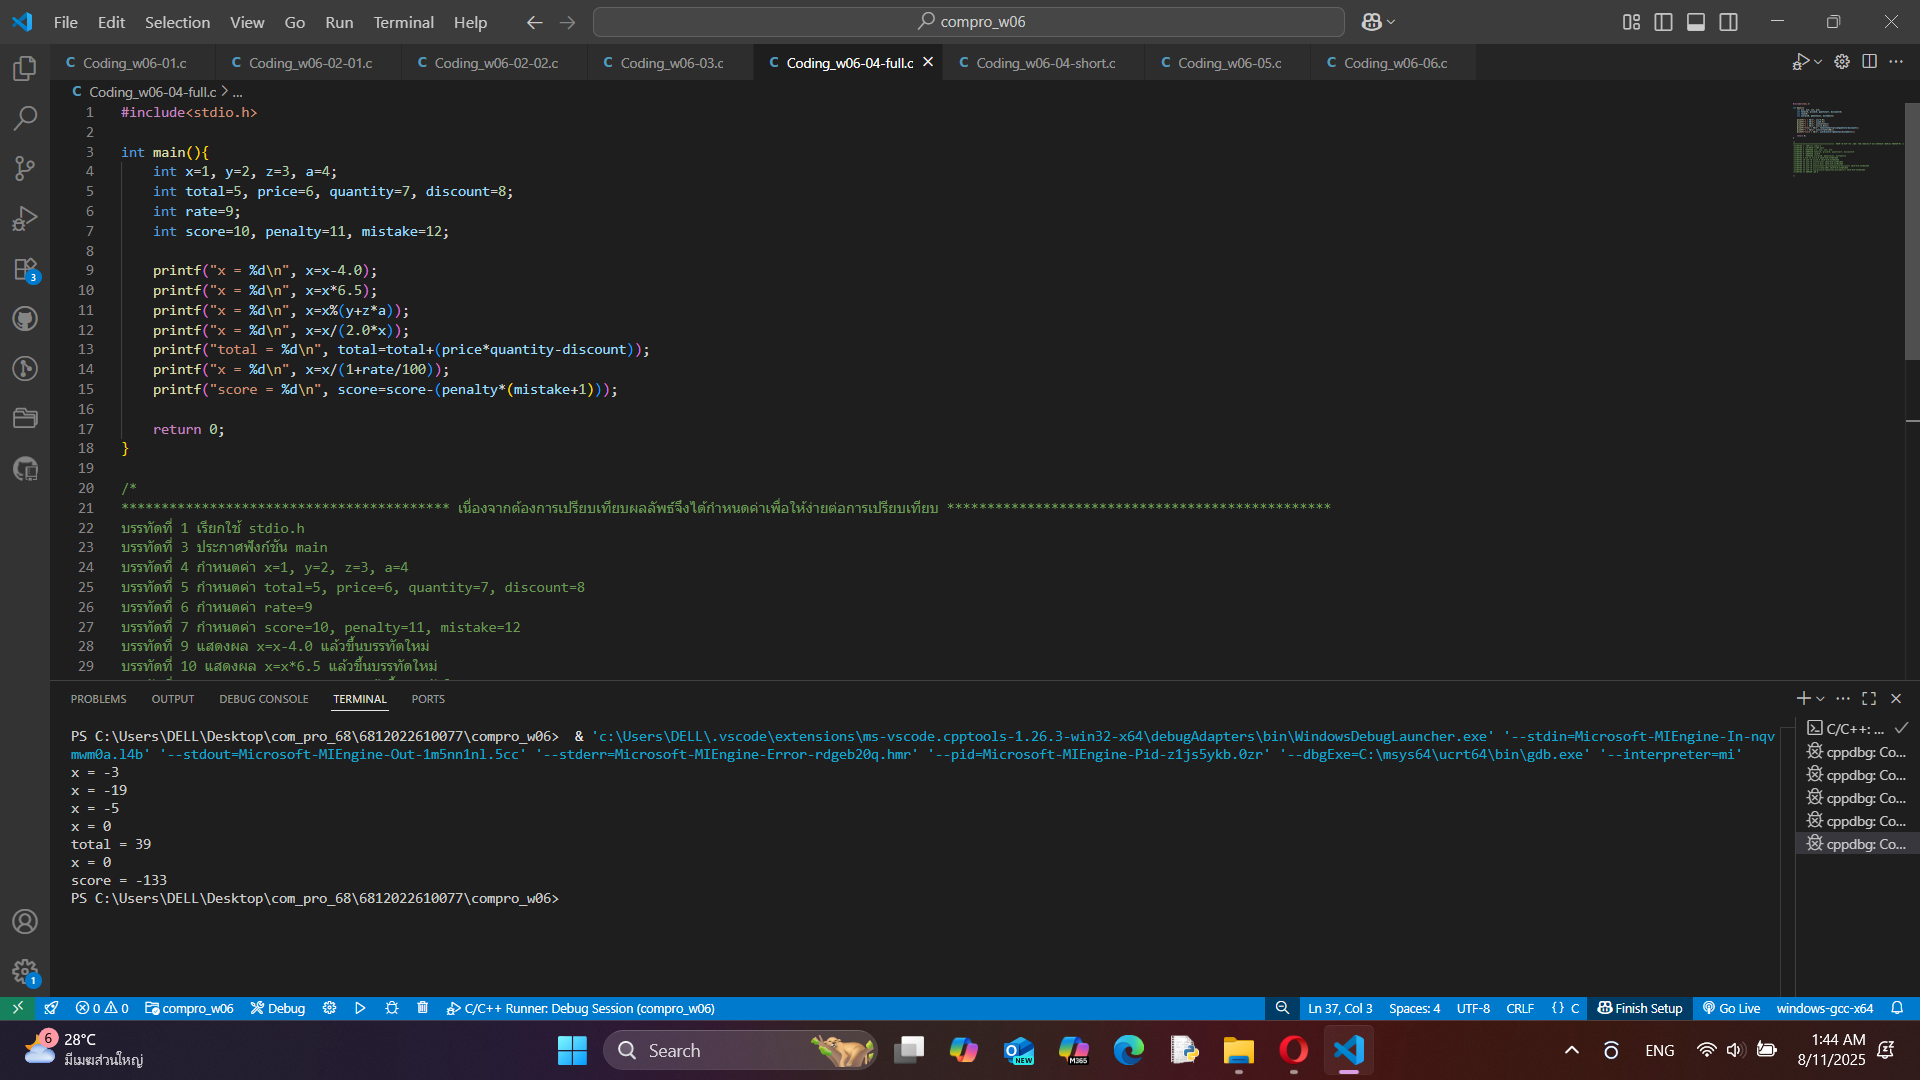 File Edit Selection View Go Run Terminal Help
compro_w06
Coding_w06-01.c Coding_w06-02-01.c Coding_w06-02-02.c Coding_w06-03.c Coding_w06-04-full.c Coding_w06-04-short.c Coding_w06-05.c Coding_w06-06.c
C Coding_w06-04-full.c > ...
1 #include<stdio.h>
2
3 int main(){
4 int x=1, y=2, z=3, a=4;
5 int total=5, price=6, quantity=7, discount=8;
6 int rate=9;
7 int score=10, penalty=11, mistake=12;
8
9 printf("x = %d\n", x=x-4.0);
10 printf("x = %d\n", x=x*6.5);
11 printf("x = %d\n", x=x%(y+z*a));
12 printf("x = %d\n", x=x/(2.0*x));
13 printf("total = %d\n", total=total+(price*quantity-discount));
14 printf("x = %d\n", x=x/(1+rate/100));
15 printf("score = %d\n", score=score-(penalty*(mistake+1)));
16
17 return 0;
18 }
19
20 /*
21 ***************************************** เนื่องจากต้องการเปรียบเทียบผลลัพธ์จึงได้กำหนดค่าเพื่อให้ง่ายต่อการเปรียบเทียบ ************************************************
22 บรรทัดที่ 1 เรียกใช้ stdio.h
23 บรรทัดที่ 3 ประกาศฟังก์ชัน main
24 บรรทัดที่ 4 กำหนดค่า x=1, y=2, z=3, a=4
25 บรรทัดที่ 5 กำหนดค่า total=5, price=6, quantity=7, discount=8
26 บรรทัดที่ 6 กำหนดค่า rate=9
27 บรรทัดที่ 7 กำหนดค่า score=10, penalty=11, mistake=12
28 บรรทัดที่ 9 แสดงผล x=x-4.0 แล้วขึ้นบรรทัดใหม่
29 บรรทัดที่ 10 แสดงผล x=x*6.5 แล้วขึ้นบรรทัดใหม่
PROBLEMS OUTPUT DEBUG CONSOLE TERMINAL PORTS
PS C:\Users\DELL\Desktop\com_pro_68\6812022610077\compro_w06> & 'c:\Users\DELL\.vscode\extensions\ms-vscode.cpptools-1.26.3-win32-x64\debugAdapters\bin\WindowsDebugLauncher.exe' '--stdin=Microsoft-MIEngine-In-nqv
mwm0a.l4b' '--stdout=Microsoft-MIEngine-Out-1m5nn1nl.5cc' '--stderr=Microsoft-MIEngine-Error-rdgeb20q.hmr' '--pid=Microsoft-MIEngine-Pid-z1js5ykb.0zr' '--dbgExe=C:\msys64\ucrt64\bin\gdb.exe' '--interpreter=mi'
x = -3
x = -19
x = -5
x = 0
total = 39
x = 0
score = -133
PS C:\Users\DELL\Desktop\com_pro_68\6812022610077\compro_w06>
C/C++: ...
cppdbg: Co...
cppdbg: Co...
cppdbg: Co...
cppdbg: Co...
cppdbg: Co...
3
1
0 0 compro_w06 Debug C/C++ Runner: Debug Session (compro_w06) Ln 37, Col 3 Spaces: 4 UTF-8 CRLF {} C Finish Setup Go Live windows-gcc-x64
6 28°C
มีเมฆส่วนใหญ่
Search
NEW
M365
ENG
1:44 AM
8/11/2025